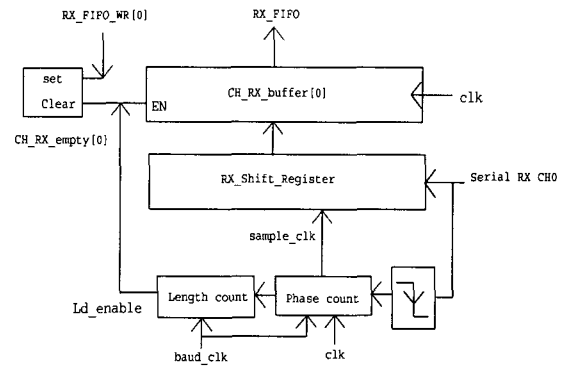 RX_FIFO_WR[0]
RX_FIFO
set
Clear
EN
CH_RX_buffer[0]
clk
CH_RX_empty[0]
RX_Shift_Register
Serial RX CH0
sample_clk
Length count
Phase count
Ld_enable
baud_clk
clk